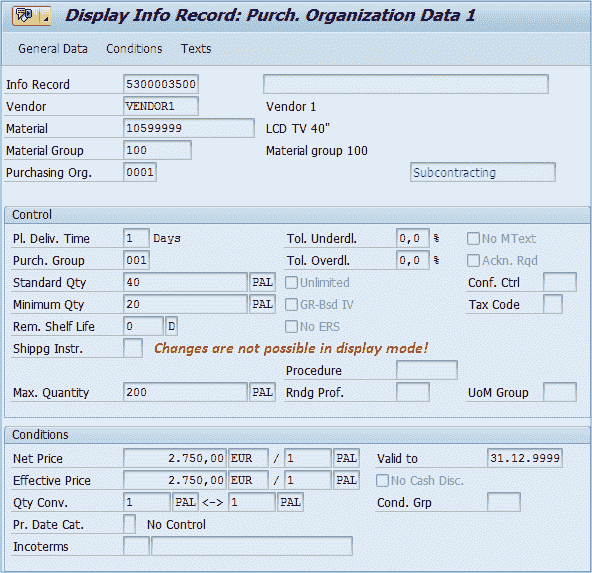 Display Info Record: Purch. Organization Data 1
General Data Conditions Texts
Info Record 5300003500
Vendor VENDOR1 Vendor 1
Material 10599999 LCD TV 40"
Material Group 100 Material group 100
Purchasing Org. 0001 Subcontracting
Control
Pl. Deliv. Time 1 Days Tol. Underdl. 0,0 % No MText
Purch. Group 001 Tol. Overdl. 0,0 % Ackn. Rqd
Standard Qty 40 PAL Unlimited Conf. Ctrl
Minimum Qty 20 PAL GR-Bsd IV Tax Code
Rem. Shelf Life 0 D No ERS
Shippg Instr. Changes are not possible in display mode!
Procedure
Max. Quantity 200 PAL Rndg Prof. UoM Group
Conditions
Net Price 2.750,00 EUR / 1 PAL Valid to 31.12.9999
Effective Price 2.750,00 EUR / 1 PAL No Cash Disc.
Qty Conv. 1 PAL <-> 1 PAL Cond. Grp
Pr. Date Cat. No Control
Incoterms